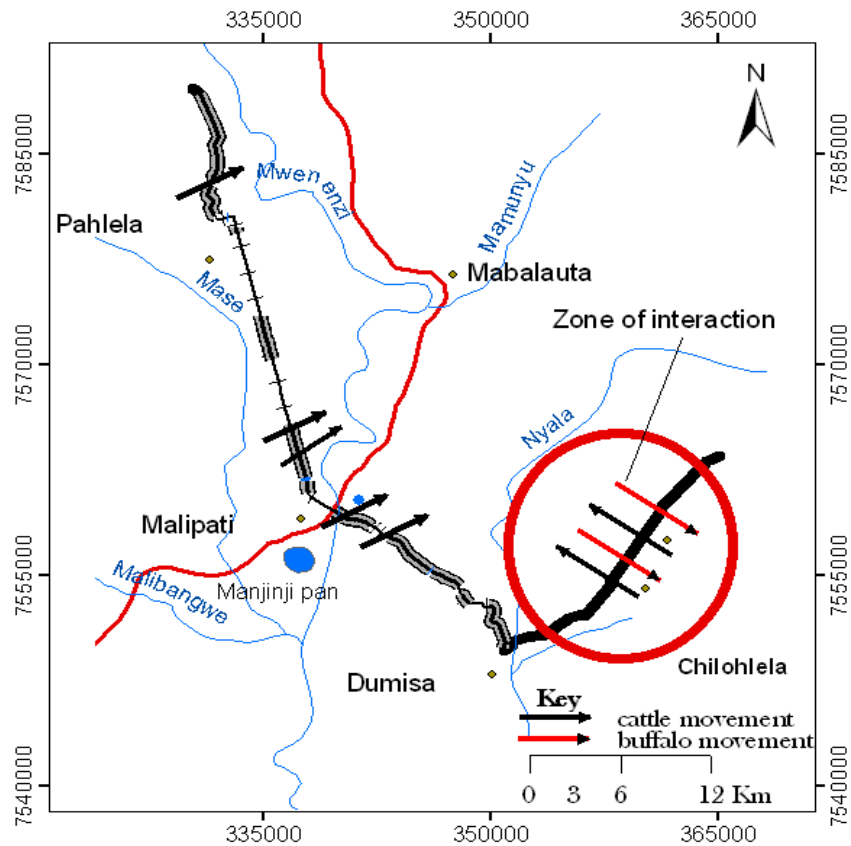 335000 350000 365000
N
7585000
7585000
Mwenenzi
Mamunyu
Pahlela
Mase
Mabalauta
Zone of interaction
7570000
7570000
Nyala
Malipati
7555000
7555000
Malibangwe
Manjinji pan
Chilohlela
Dumisa
Key
cattle movement
buffalo movement
7540000
7540000
0 3 6 12 Km
335000 350000 365000